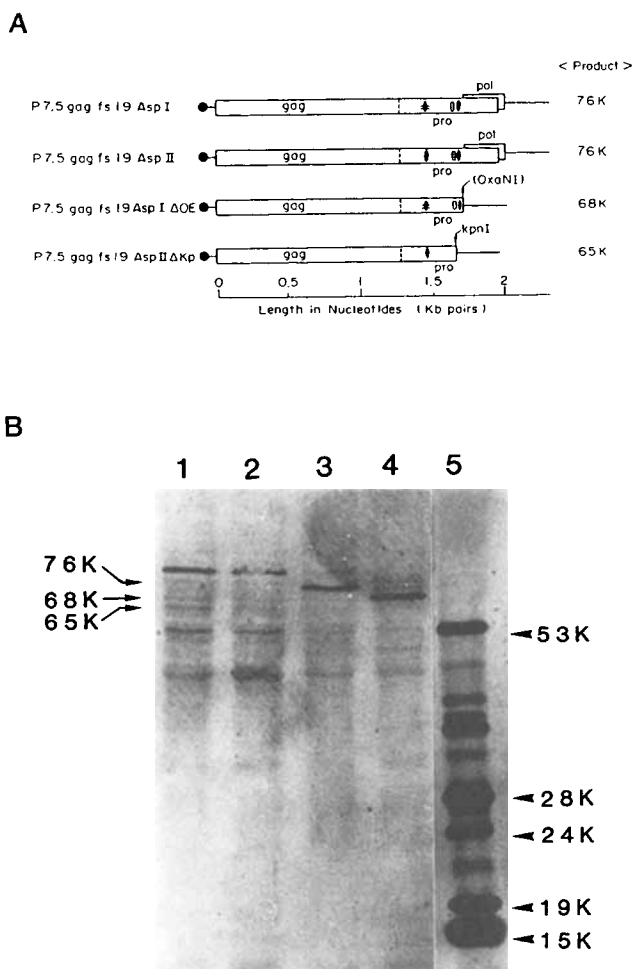 A
< Product >
pol
P7.5 gag fs 19 Asp I gag 76K
pro
pol
P7.5 gag fs 19 Asp II gag 76K
pro
(OxaNI)
P7.5 gag fs 19 Asp I ΔOE gag 68K
pro
kpnI
P7.5 gag fs 19 Asp II ΔKp gag 65K
pro
0 0.5 1 1.5 2
Length in Nucleotides (Kb pairs)
B
1 2 3 4 5
76K
68K
65K
53K
28K
24K
19K
15K